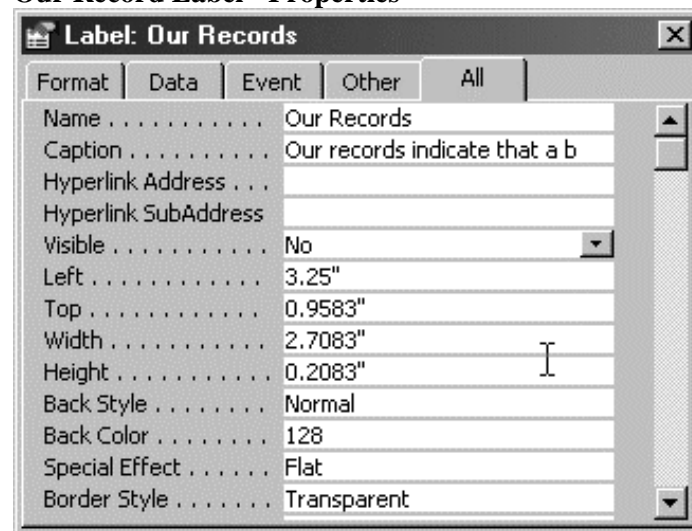 Our Record Label - Properties
Label: Our Records
Format Data Event Other All
Name . . . . . . . . . . . Our Records
Caption . . . . . . . . . . Our records indicate that a b
Hyperlink Address . . .
Hyperlink SubAddress
Visible . . . . . . . . . . . No
Left . . . . . . . . . . . . . 3.25"
Top . . . . . . . . . . . . . 0.9583"
Width . . . . . . . . . . . 2.7083"
Height . . . . . . . . . . . 0.2083"
Back Style . . . . . . . . Normal
Back Color . . . . . . . . 128
Special Effect . . . . . . Flat
Border Style . . . . . . . Transparent